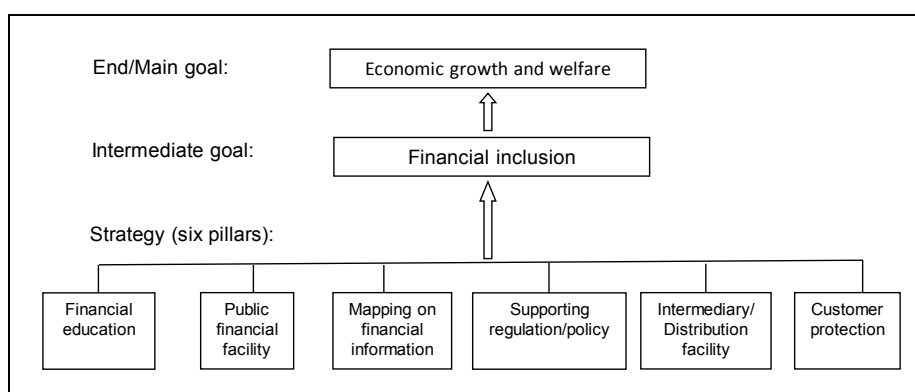 End/Main goal:
Economic growth and welfare
Intermediate goal:
Financial inclusion
Strategy (six pillars):
Financial
education
Public
financial
facility
Mapping on
financial
information
Supporting
regulation/policy
Intermediary/
Distribution
facility
Customer
protection